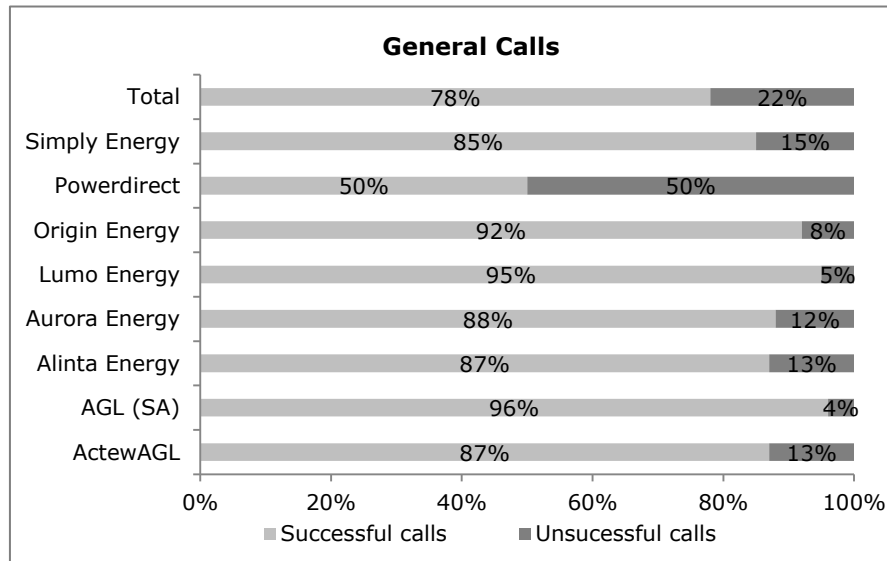 General Calls
Total 78% 22%
Simply Energy 85% 15%
Powerdirect 50% 50%
Origin Energy 92% 8%
Lumo Energy 95% 5%
Aurora Energy 88% 12%
Alinta Energy 87% 13%
AGL (SA) 96% 4%
ActewAGL 87% 13%
0% 20% 40% 60% 80% 100%
Successful calls Unsucessful calls